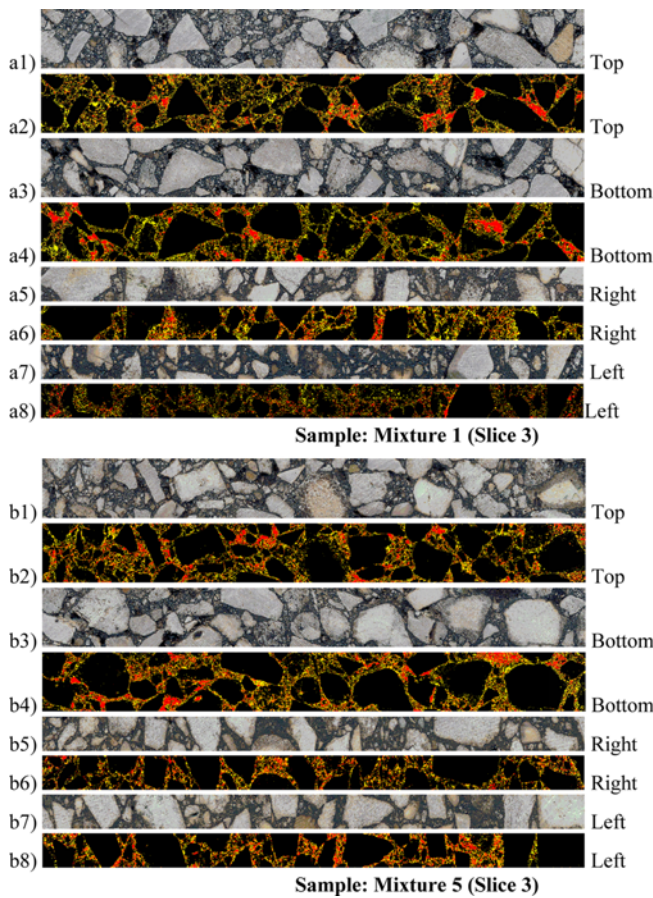 a1) Top
a2) Top
a3) Bottom
a4) Bottom
a5) Right
a6) Right
a7) Left
a8) Left
Sample: Mixture 1 (Slice 3)
b1) Top
b2) Top
b3) Bottom
b4) Bottom
b5) Right
b6) Right
b7) Left
b8) Left
Sample: Mixture 5 (Slice 3)